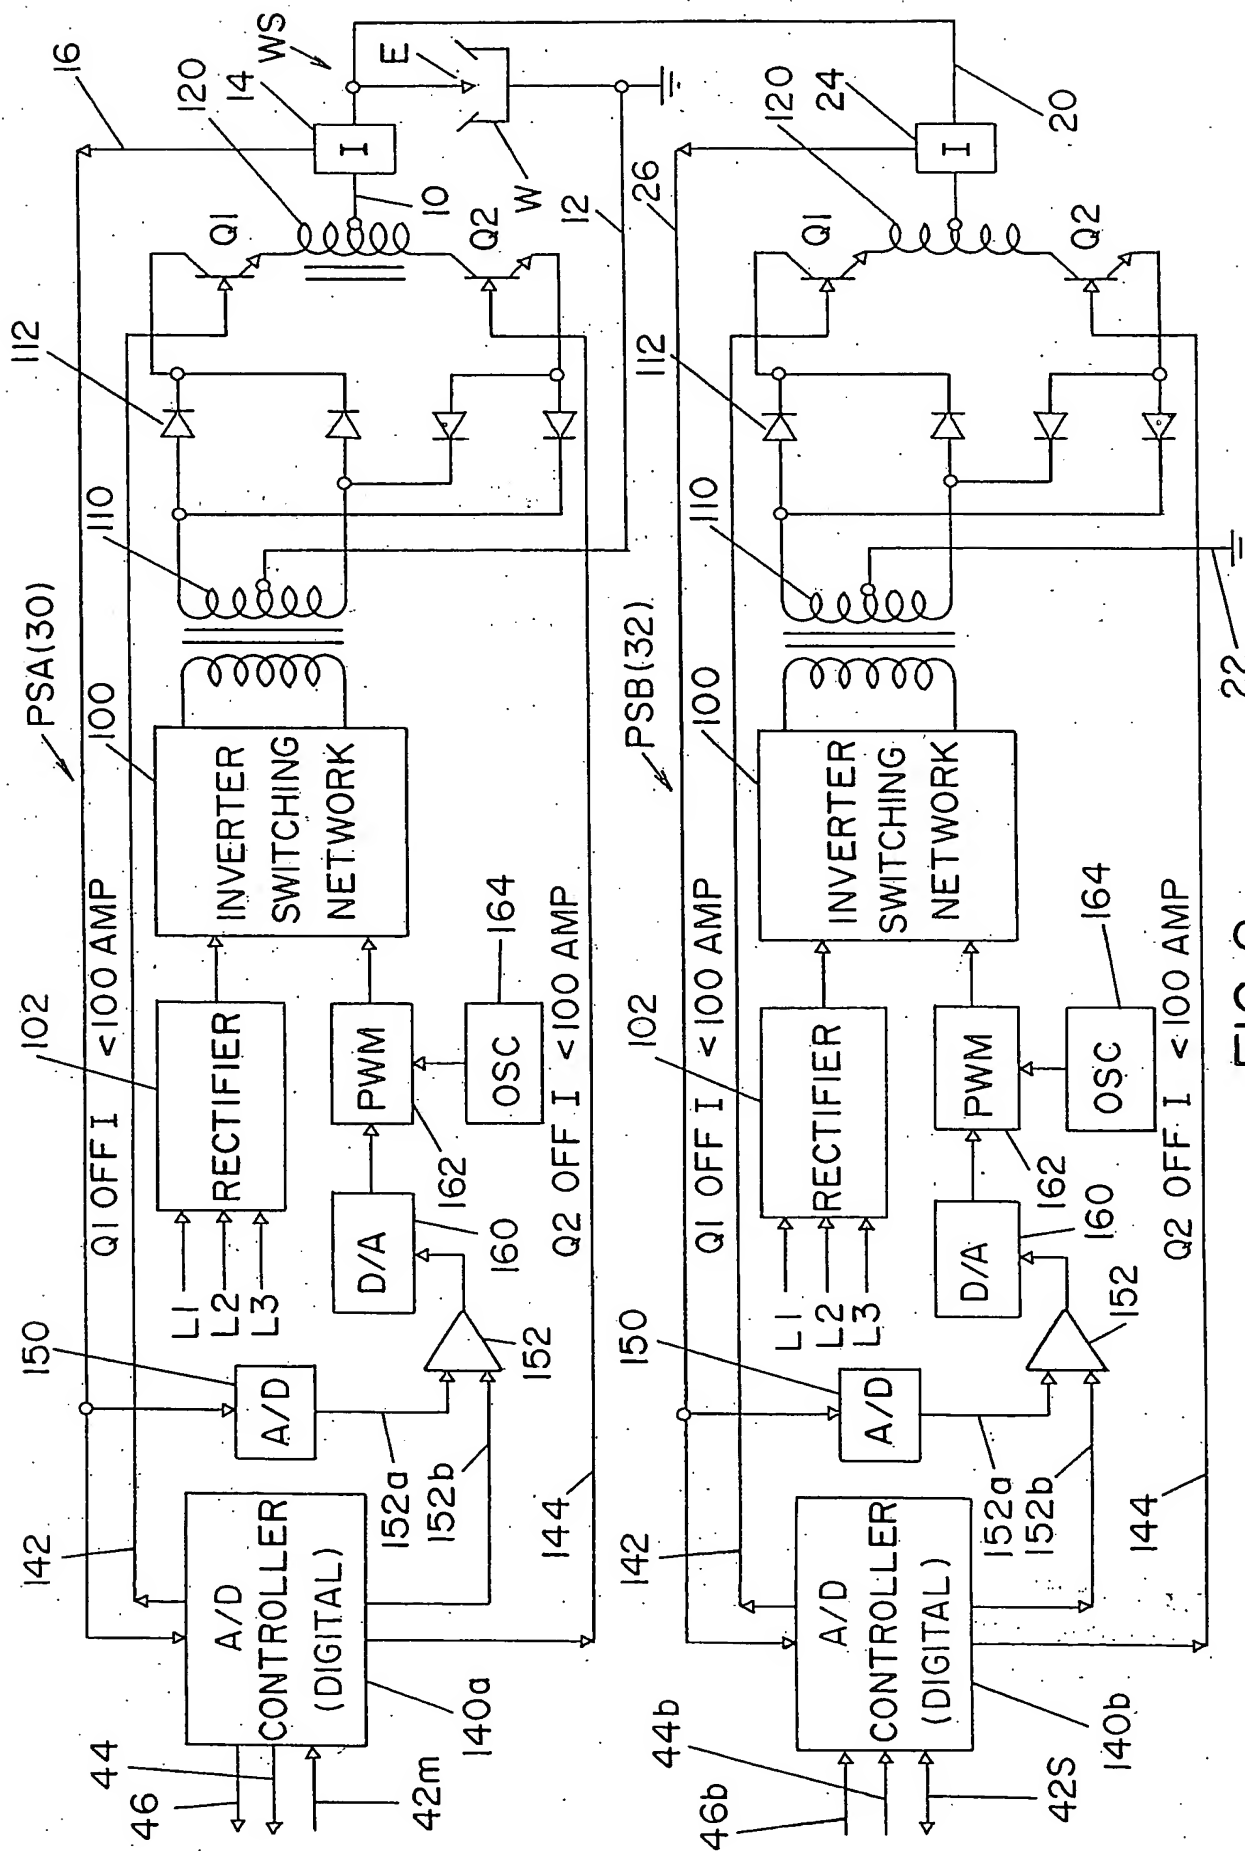 PSA(30)
16
120
14
WS
E
W
10
Q1
Q2
12
I
112
110
100
INVERTER
SWITCHING
NETWORK
Q1 OFF I <100 AMP
102
RECTIFIER
L1
L2
L3
PWM
162
OSC
164
Q2 OFF I <100 AMP
D/A
160
150
A/D
152
152a
152b
142
144
A/D
CONTROLLER
(DIGITAL)
140a
46
44
42m
PSB(32)
26
120
24
20
I
Q1
Q2
112
110
22
100
INVERTER
SWITCHING
NETWORK
Q1 OFF I <100 AMP
102
RECTIFIER
L1
L2
L3
PWM
162
OSC
164
Q2 OFF I <100 AMP
D/A
160
150
A/D
152
152a
152b
142
144
A/D
CONTROLLER
(DIGITAL)
140b
46b
44b
42S